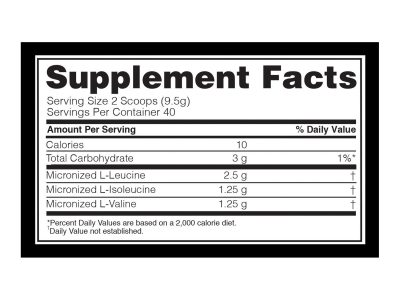 Supplement Facts
Serving Size 2 Scoops (9.5g)
Servings Per Container 40
Amount Per Serving % Daily Value
Calories 10
Total Carbohydrate 3 g 1%*
Micronized L-Leucine 2.5 g †
Micronized L-Isoleucine 1.25 g †
Micronized L-Valine 1.25 g †
*Percent Daily Values are based on a 2,000 calorie diet.
†Daily Value not established.